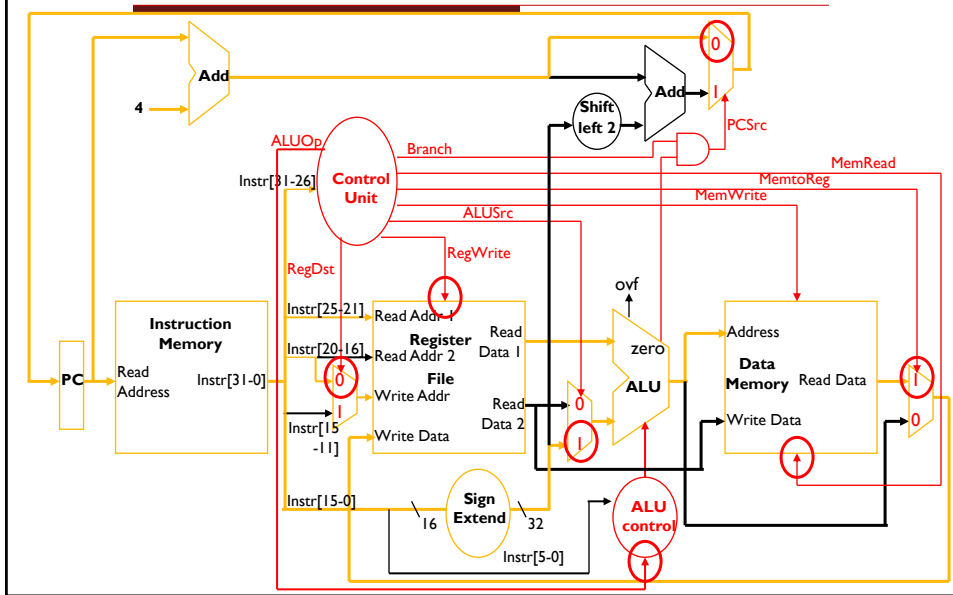 0
Add
Add
4
Shift
left 2
1
PCSrc
ALUOp
Branch
MemRead
Instr[31-26]
Control
Unit
MemtoReg
MemWrite
ALUSrc
RegWrite
RegDst
ovf
Instruction
Memory
Instr[25-21]
Read Addr 1
Register
File
Read
Data 1
Address
zero
Instr[20-16]
Read Addr 2
Data
Memory
PC
Read
Address
Instr[31-0]
0
Write Addr
ALU
Read Data
1
1
Read
Data 2
0
Write Data
0
Instr[15
-11]
Write Data
1
Instr[15-0]
16
Sign
Extend
32
ALU
control
Instr[5-0]